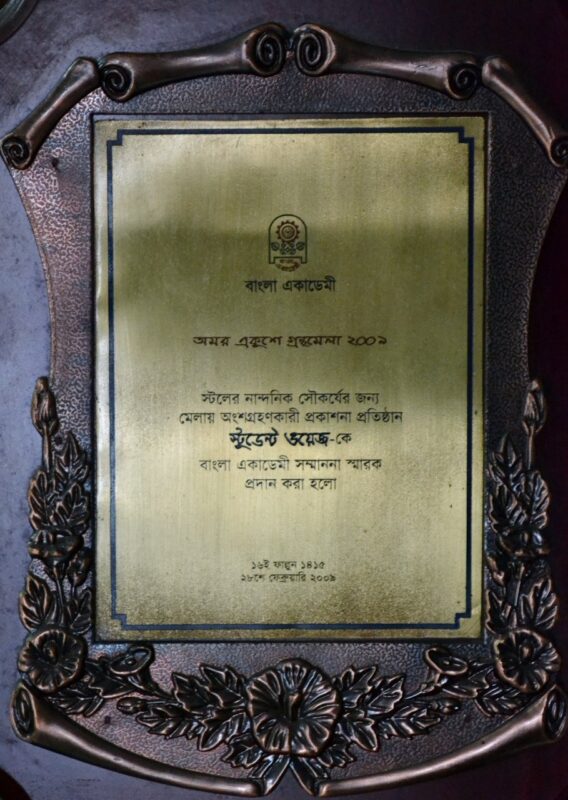 বাংলা একাডেমী
অমর একুশে গ্রন্থমেলা ২০০৯
স্টলের নান্দনিক সৌকর্যের জন্য
মেলায় অংশগ্রহণকারী প্রকাশনা প্রতিষ্ঠান
স্টুডেন্ট ওয়েজ-কে
বাংলা একাডেমী সম্মাননা স্মারক
প্রদান করা হলো
১৬ই ফাল্গুন ১৪১৫
২৮শে ফেব্রুয়ারি ২০০৯